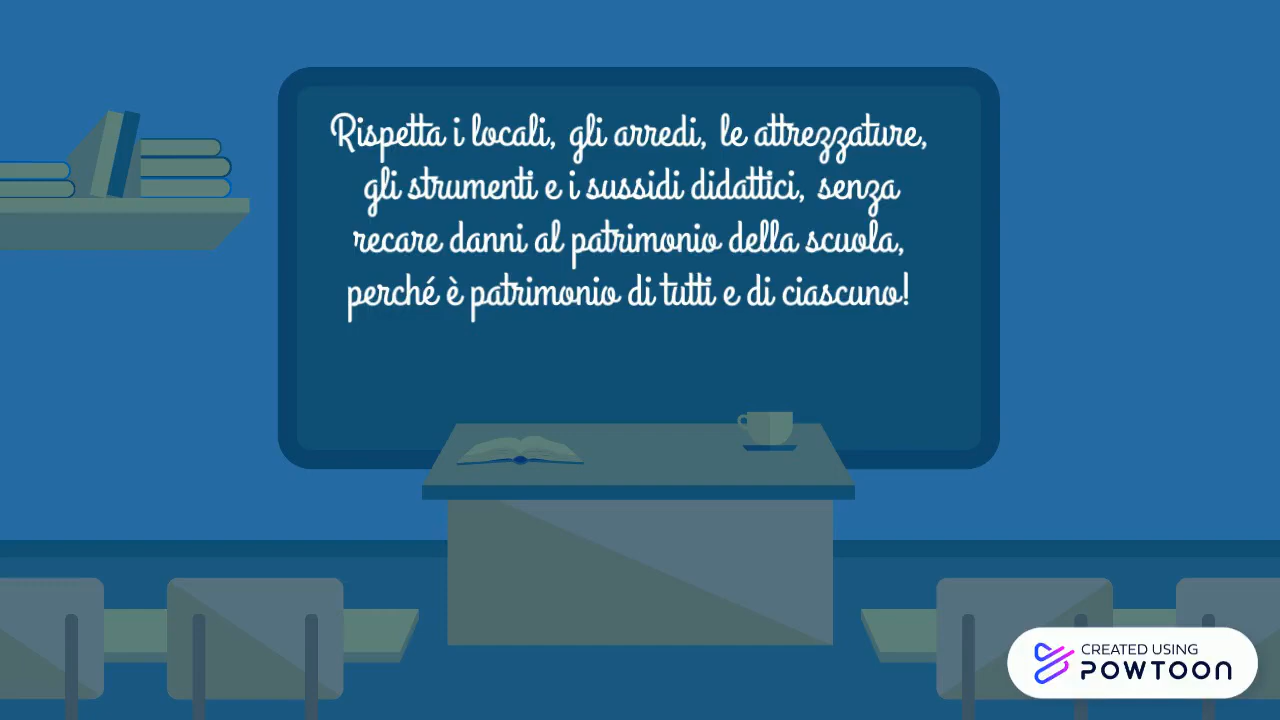 Rispetta i locali, gli arredi, le attrezzature,
gli strumenti e i sussidi didattici, senza
recare danni al patrimonio della scuola,
perché è patrimonio di tutti e di ciascuno!
CREATED USING
POWTOON